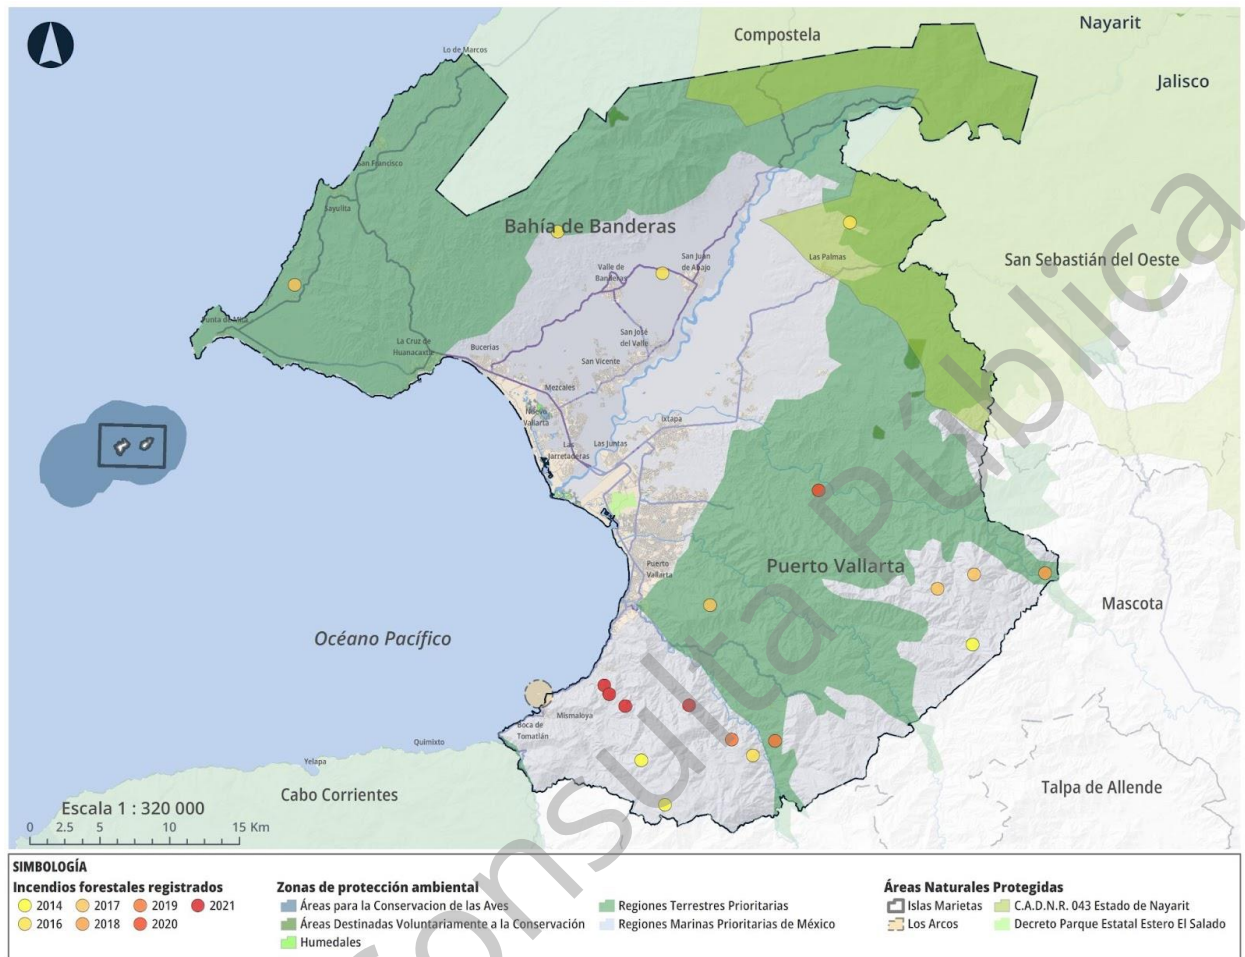 Nayarit
Compostela
Lo de Marcos
Jalisco
San Francisco
Sayulita
Bahía de Banderas
San Sebastián del Oeste
Las Palmas
San Juan
de Abajo
Valle de
Banderas
Punta de Mita
San José
del Valle
La Cruz de
Huanacaxtle
Bucerias
San Vicente
Mezcales
Nuevo
Vallarta
Ixtapa
Las
Jarretaderas
Las Juntas
Puerto
Vallarta
Puerto Vallarta
Mascota
Océano Pacífico
Mismaloya
Boca de
Tomatlán
Quimixto
Yelapa
Cabo Corrientes
Talpa de Allende
Consulta Pública
Escala 1 : 320 000
0 2.5 5 10 15 Km
SIMBOLOGÍA
Incendios forestales registrados
2014 2017 2019 2021
2016 2018 2020
Zonas de protección ambiental
Áreas para la Conservacion de las Aves
Áreas Destinadas Voluntariamente a la Conservación
Humedales
Regiones Terrestres Prioritarias
Regiones Marinas Prioritarias de México
Áreas Naturales Protegidas
Islas Marietas C.A.D.N.R. 043 Estado de Nayarit
Los Arcos Decreto Parque Estatal Estero El Salado